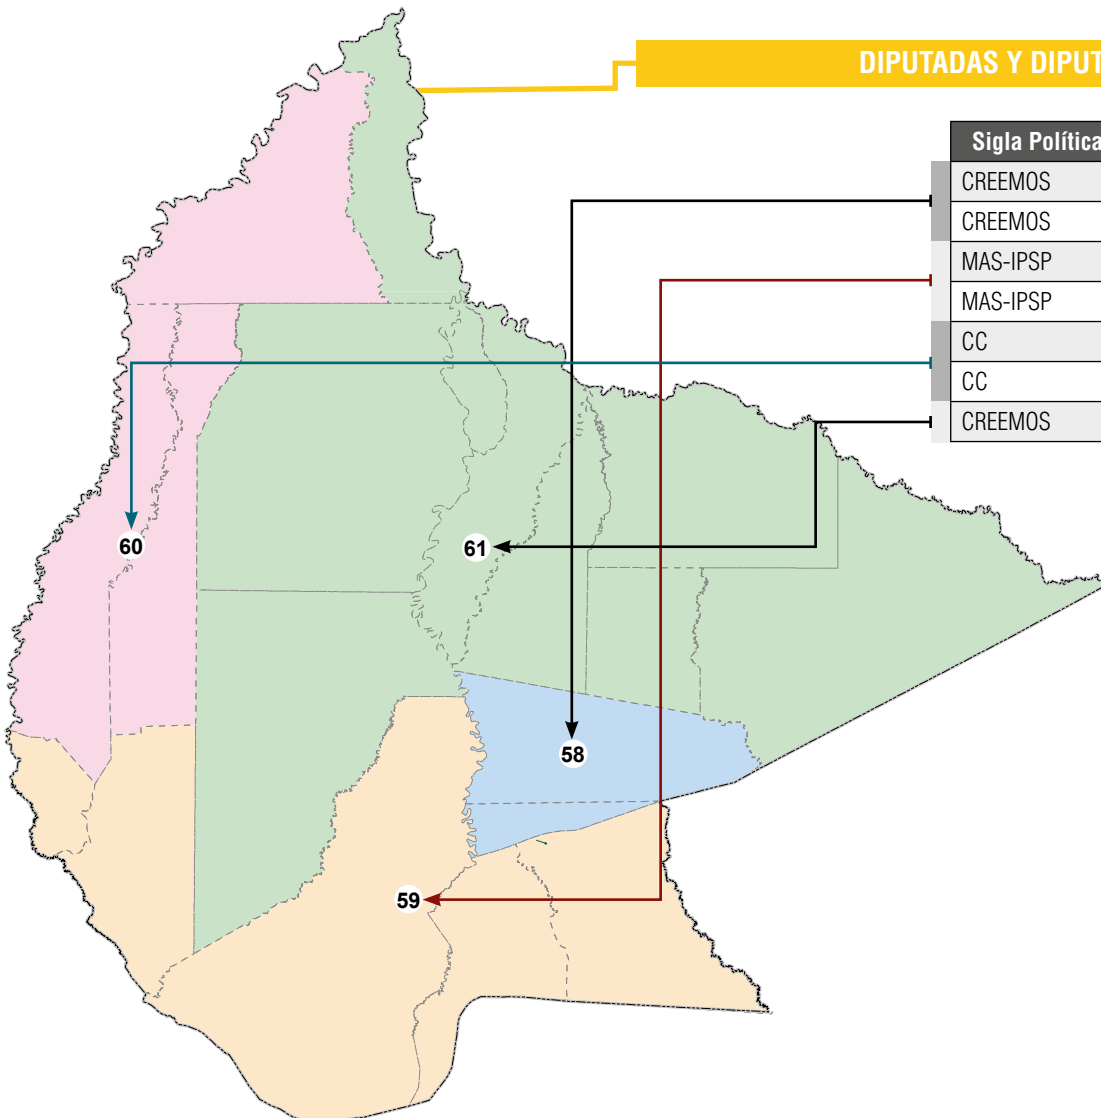 DIPUTADAS Y DIPUT
Sigla Política
CREEMOS
CREEMOS
MAS-IPSP
MAS-IPSP
CC
CC
CREEMOS
60
61
58
59